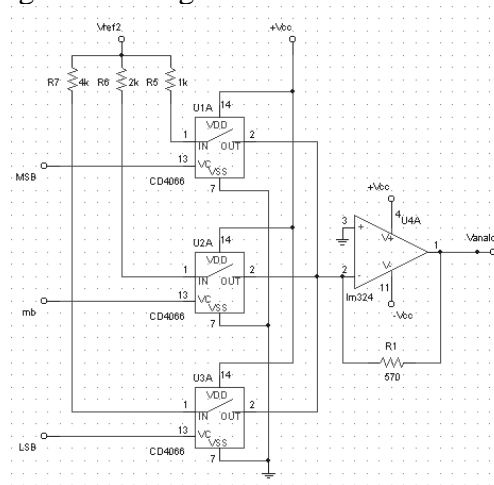 Vref2
+Vcc
R7 4k R6 2k R5 1k
U1A 14
VDD
1 IN OUT 2
13 VC
VSS
CD4066 7
MSB
U2A 14
VDD
1 IN OUT 2
13 VC
VSS
CD4066 7
mb
U3A 14
VDD
1 IN OUT 2
13 VC
VSS
CD4066 7
LSB
+Vcc
4 U4A
3 + V+
1 Vanalo
2 - V-
11
lm324
-Vcc
R1
570